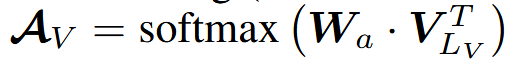 𝓐_V = softmax (𝑾_a · 𝑽_{L_V}^T)